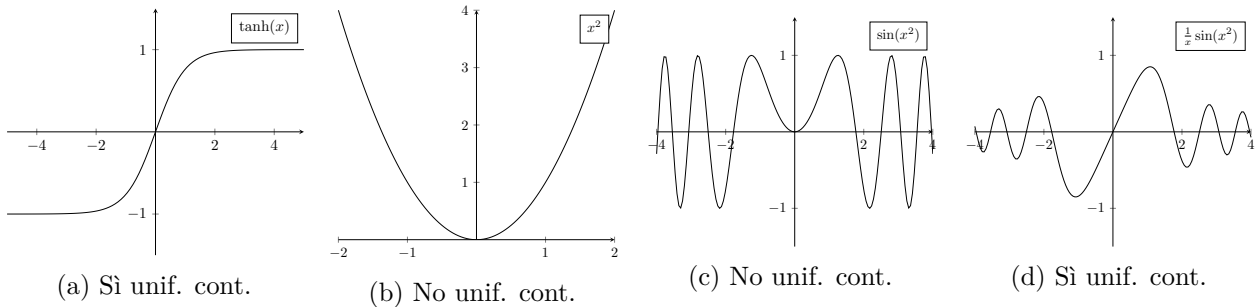 tanh(x)
1
−4 −2 2 4
−1
(a) Sì unif. cont.
x²
4
3
2
1
−2 −1 1 2
(b) No unif. cont.
sin(x²)
1
−4 −2 2 4
−1
(c) No unif. cont.
1/x sin(x²)
1
−4 −2 2 4
−1
(d) Sì unif. cont.